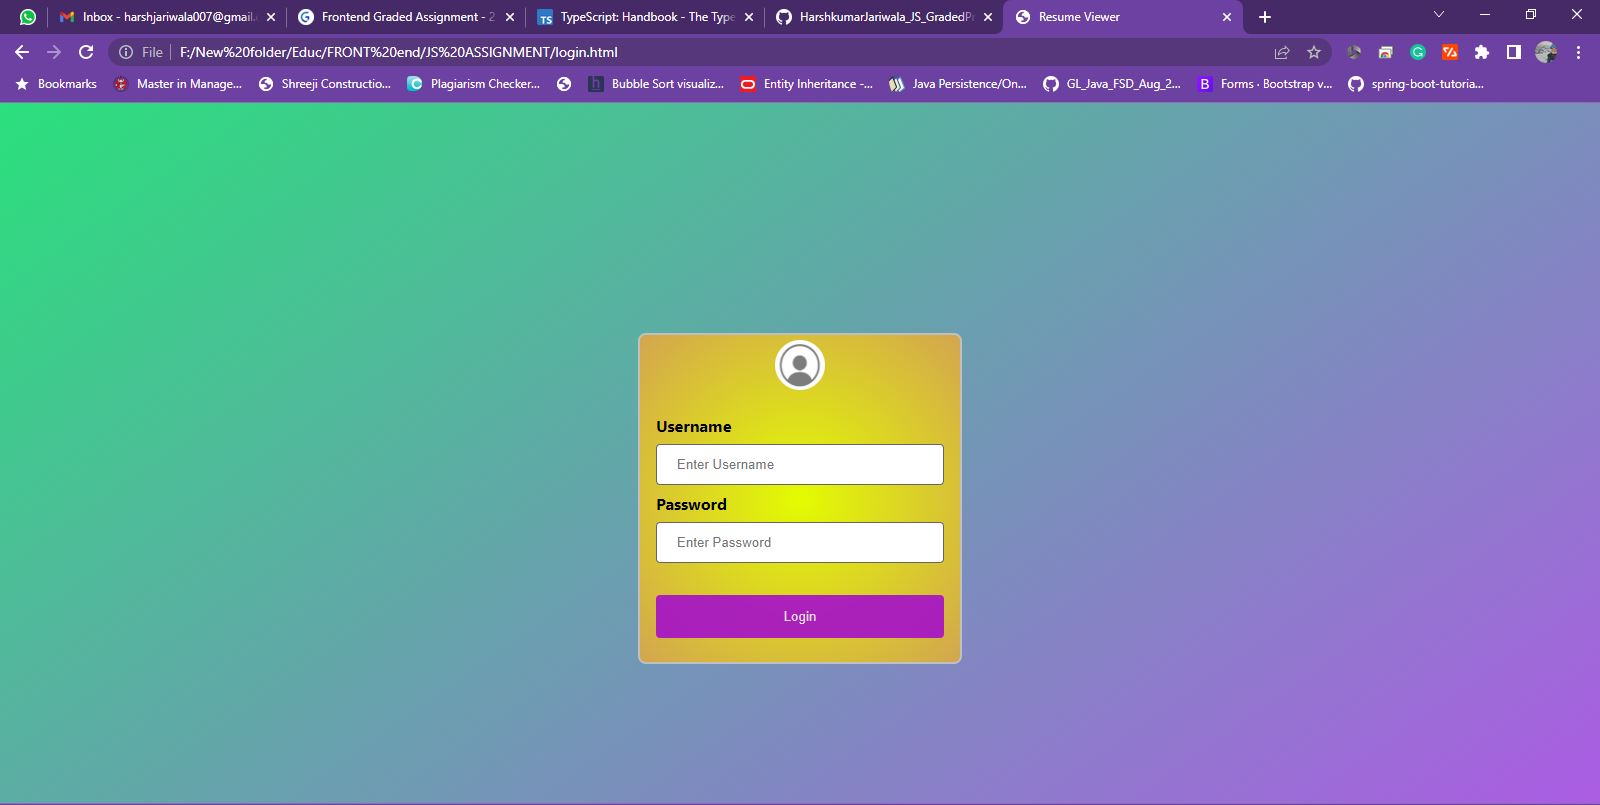 Inbox - harshjariwala007@gmail.c
Frontend Graded Assignment - 2
TS
TypeScript: Handbook - The Type
HarshkumarJariwala_JS_GradedPr
Resume Viewer
File
F:/New%20folder/Educ/FRONT%20end/JS%20ASSIGNMENT/login.html
Bookmarks
Master in Manage...
Shreeji Constructio...
Plagiarism Checker...
Bubble Sort visualiz...
Entity Inheritance -...
Java Persistence/On...
GL_Java_FSD_Aug_2...
B
Forms · Bootstrap v...
spring-boot-tutoria...
Username
Enter Username
Password
Enter Password
Login